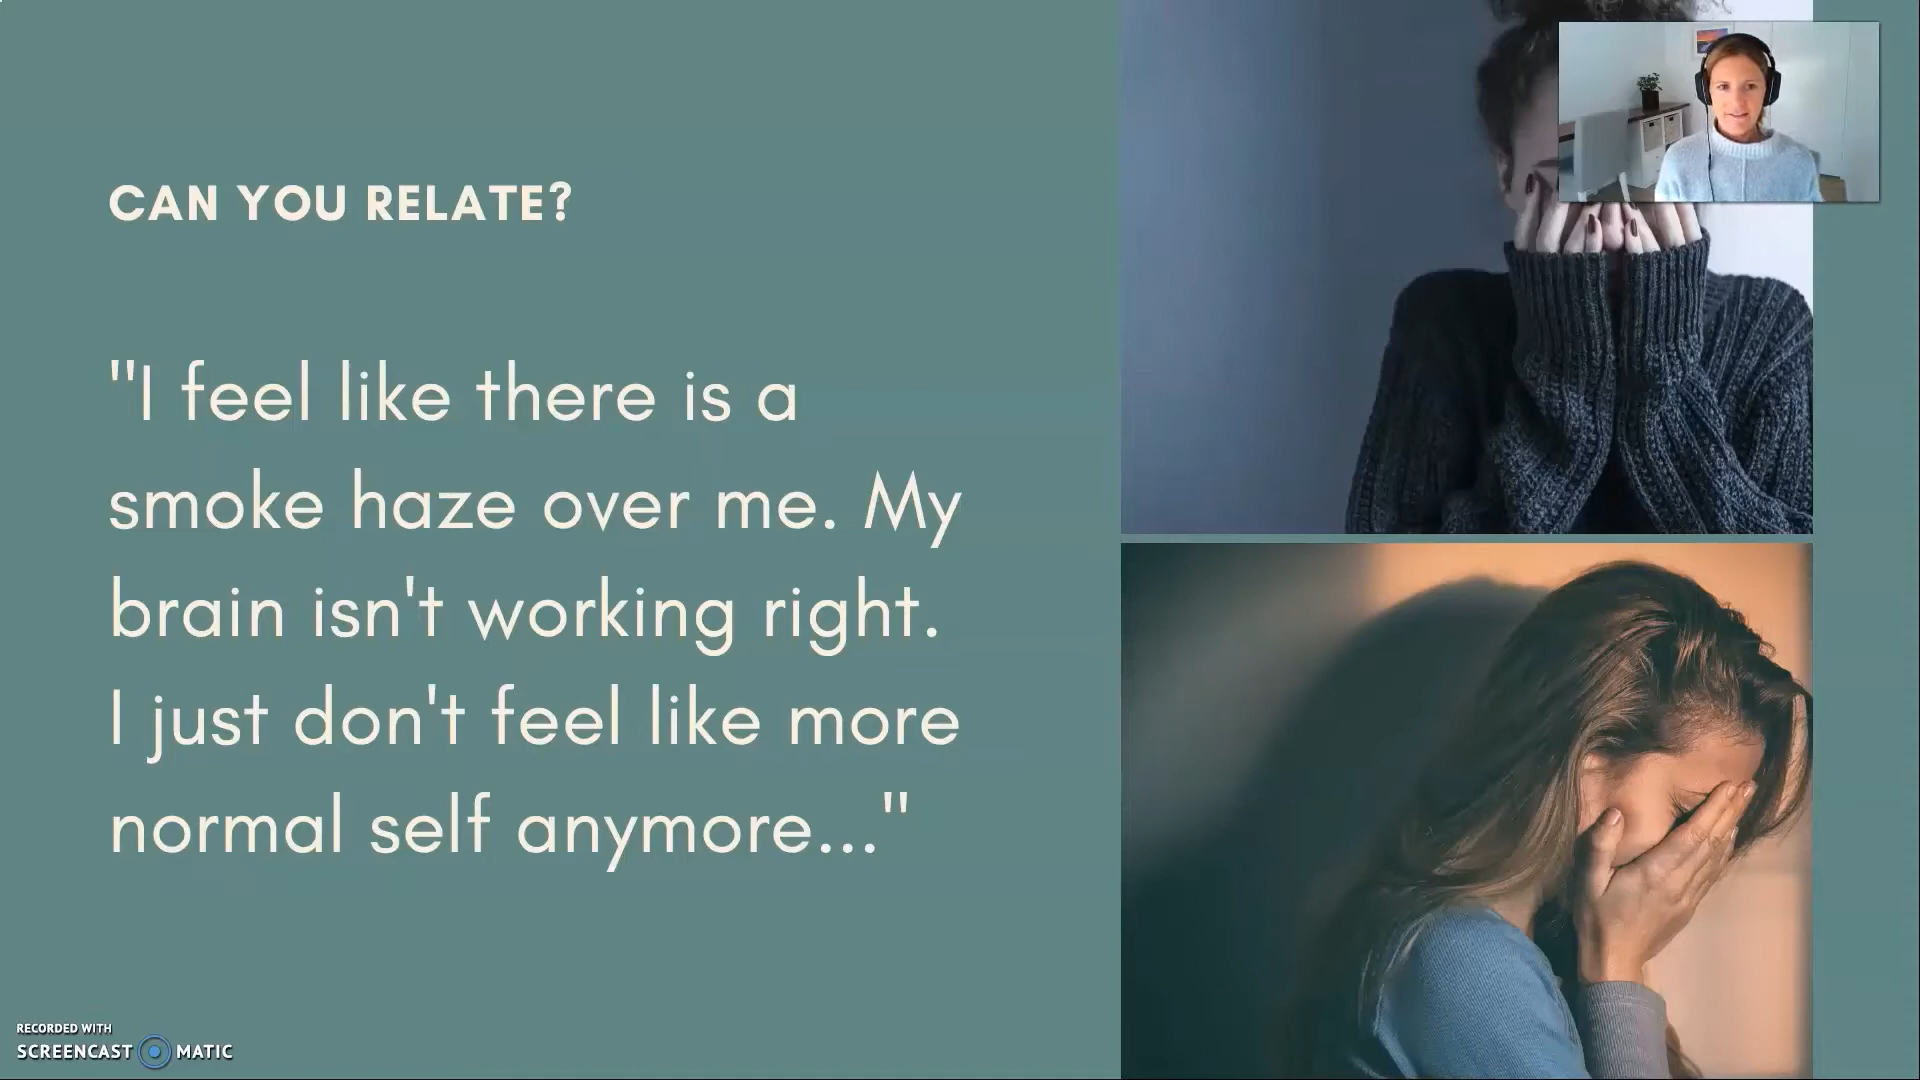 CAN YOU RELATE?
"I feel like there is a
smoke haze over me. My
brain isn't working right.
I just don't feel like more
normal self anymore..."
RECORDED WITH
SCREENCAST MATIC